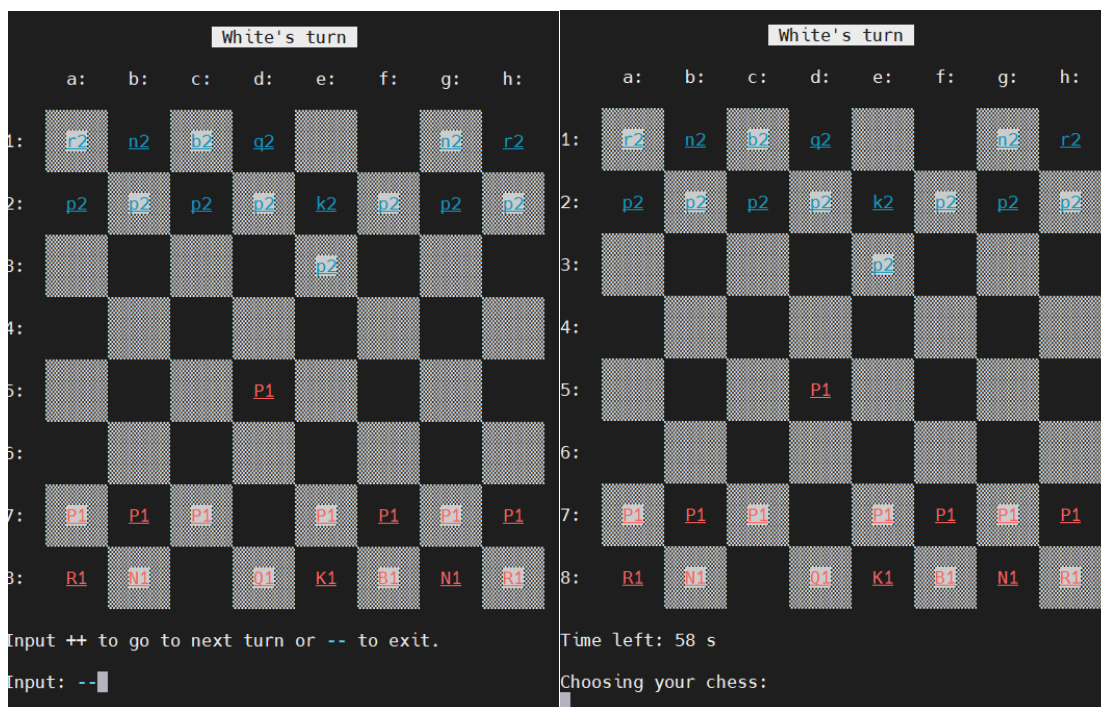 White's turn
a: b: c: d: e: f: g: h:
1: r2 n2 b2 q2 n2 r2
2: p2 p2 p2 p2 k2 p2 p2 p2
3: p2
4:
5: P1
6:
7: P1 P1 P1 P1 P1 P1 P1
8: R1 N1 Q1 K1 B1 N1 R1
Input ++ to go to next turn or -- to exit.
Input: --
White's turn
a: b: c: d: e: f: g: h:
1: r2 n2 b2 q2 n2 r2
2: p2 p2 p2 p2 k2 p2 p2 p2
3: p2
4:
5: P1
6:
7: P1 P1 P1 P1 P1 P1 P1
8: R1 N1 Q1 K1 B1 N1 R1
Time left: 58 s
Choosing your chess: